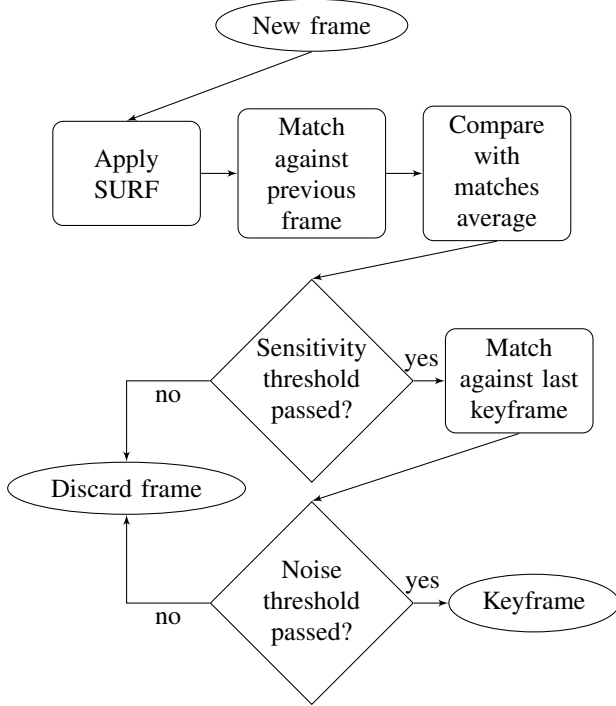 New frame
Apply
SURF
Match
against
previous
frame
Compare
with
matches
average
Sensitivity
threshold
passed?
yes
no
Match
against last
keyframe
Discard frame
Noise
threshold
passed?
yes
no
Keyframe